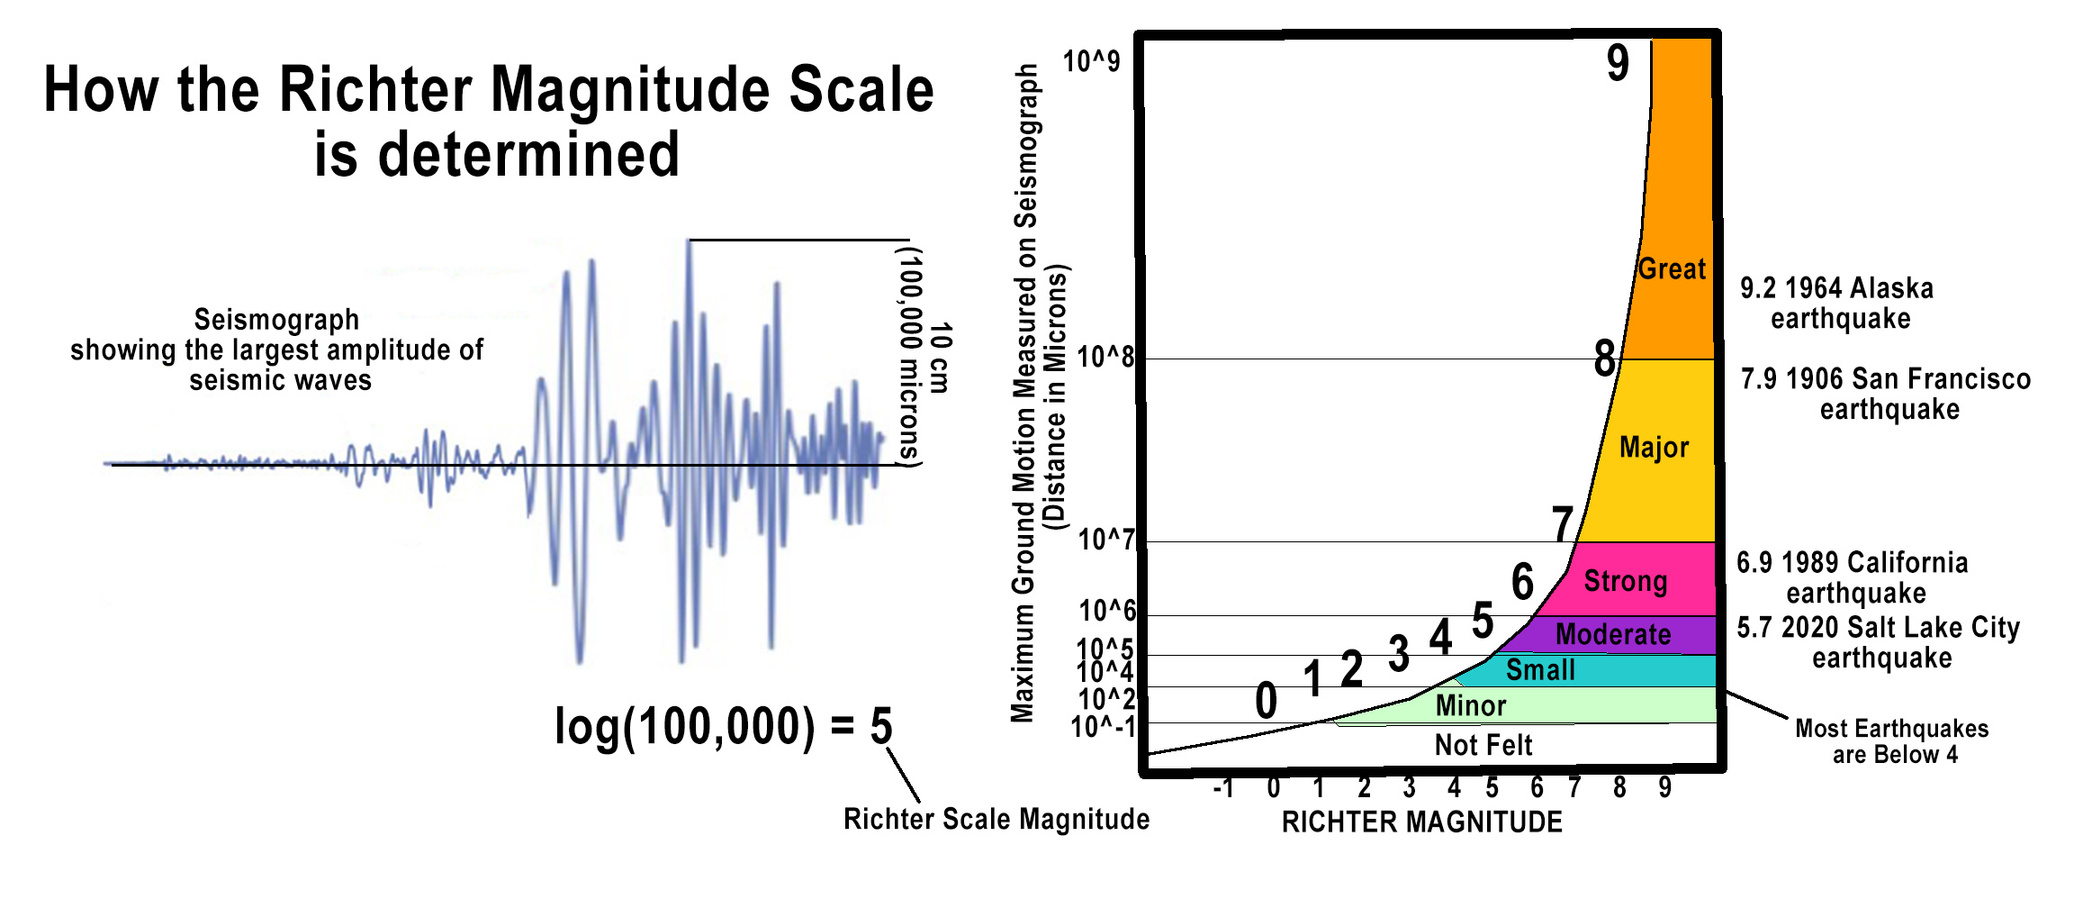 How the Richter Magnitude Scale
is determined
Seismograph
showing the largest amplitude of
seismic waves
10 cm
(100,000 microns)
log(100,000) = 5
Richter Scale Magnitude
Maximum Ground Motion Measured on Seismograph
(Distance in Microns)
10^9
10^8
10^7
10^6
10^5
10^4
10^2
10^-1
9
8
7
6
5
4
3
2
1
0
Great
Major
Strong
Moderate
Small
Minor
Not Felt
-1 0 1 2 3 4 5 6 7 8 9
RICHTER MAGNITUDE
9.2 1964 Alaska
earthquake
7.9 1906 San Francisco
earthquake
6.9 1989 California
earthquake
5.7 2020 Salt Lake City
earthquake
Most Earthquakes
are Below 4